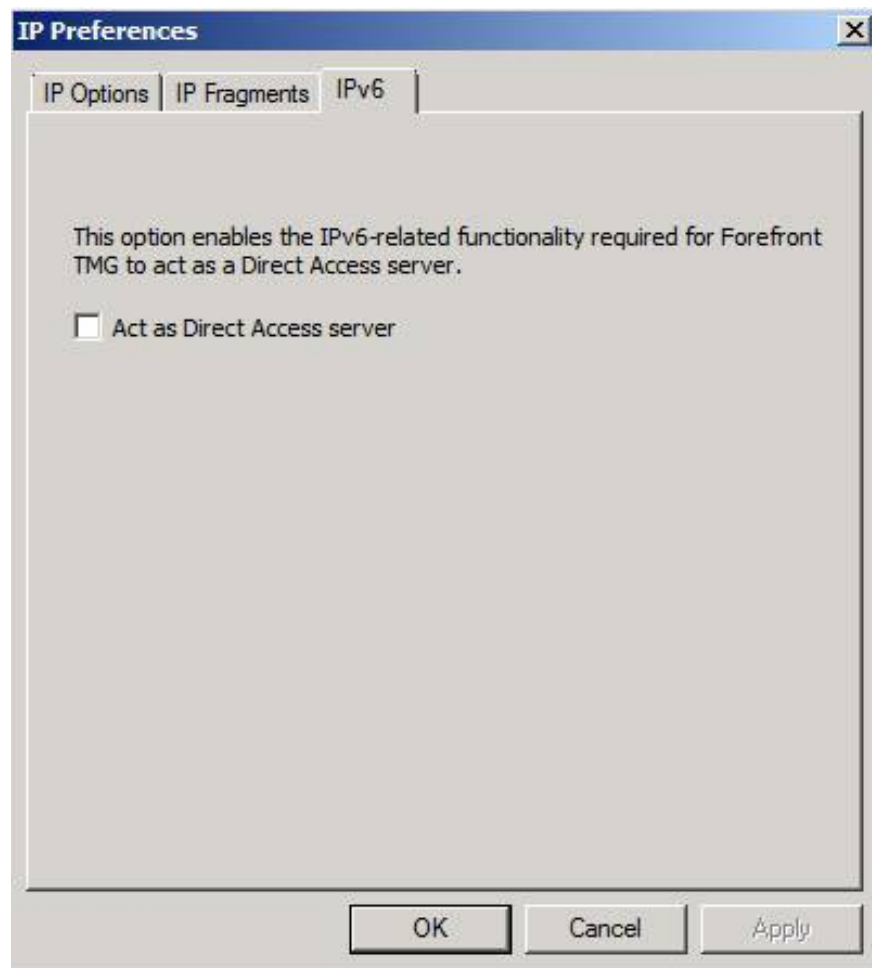 IP Preferences
IP Options IP Fragments IPv6
This option enables the IPv6-related functionality required for Forefront
TMG to act as a Direct Access server.
Act as Direct Access server
OK Cancel Apply